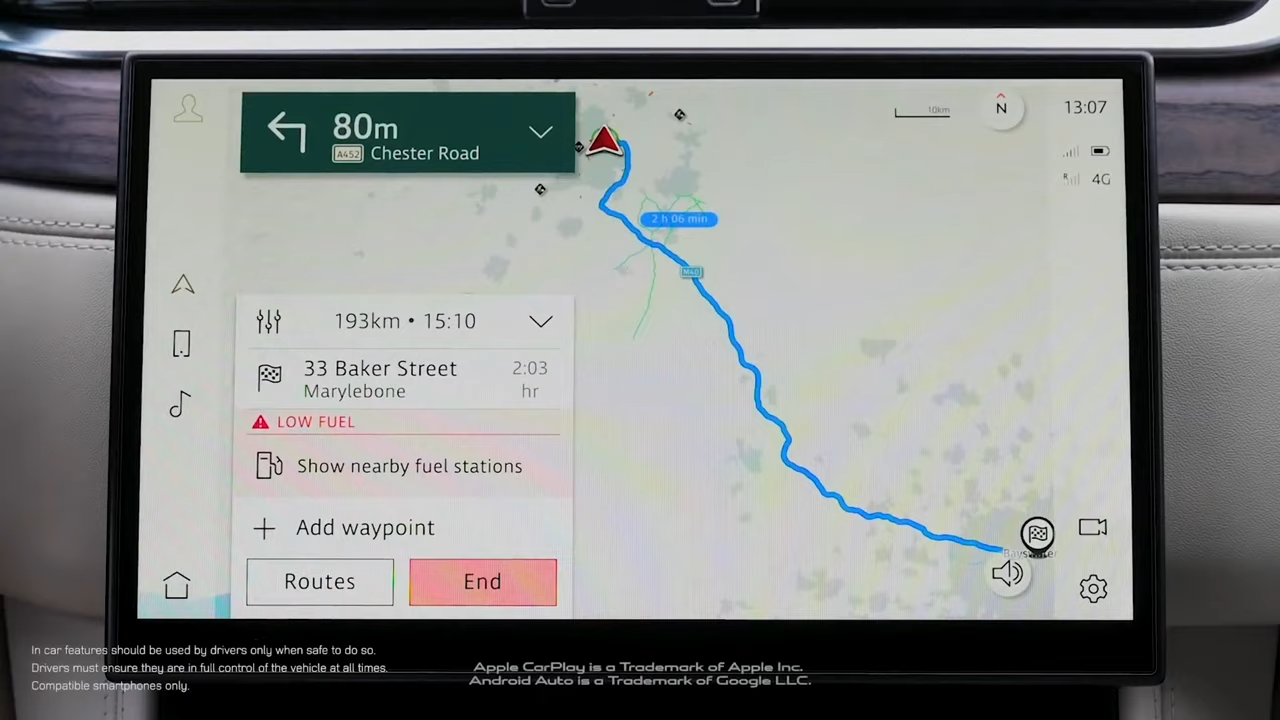 80m
A452 Chester Road
10km
N
13:07
R 4G
2 h 06 min
M40
193km • 15:10
33 Baker Street 2:03
Marylebone hr
LOW FUEL
Show nearby fuel stations
Add waypoint
Routes End
In car features should be used by drivers only when safe to do so.
Drivers must ensure they are in full control of the vehicle at all times.
Compatible smartphones only.
Apple CarPlay is a Trademark of Apple Inc.
Android Auto is a Trademark of Google LLC.